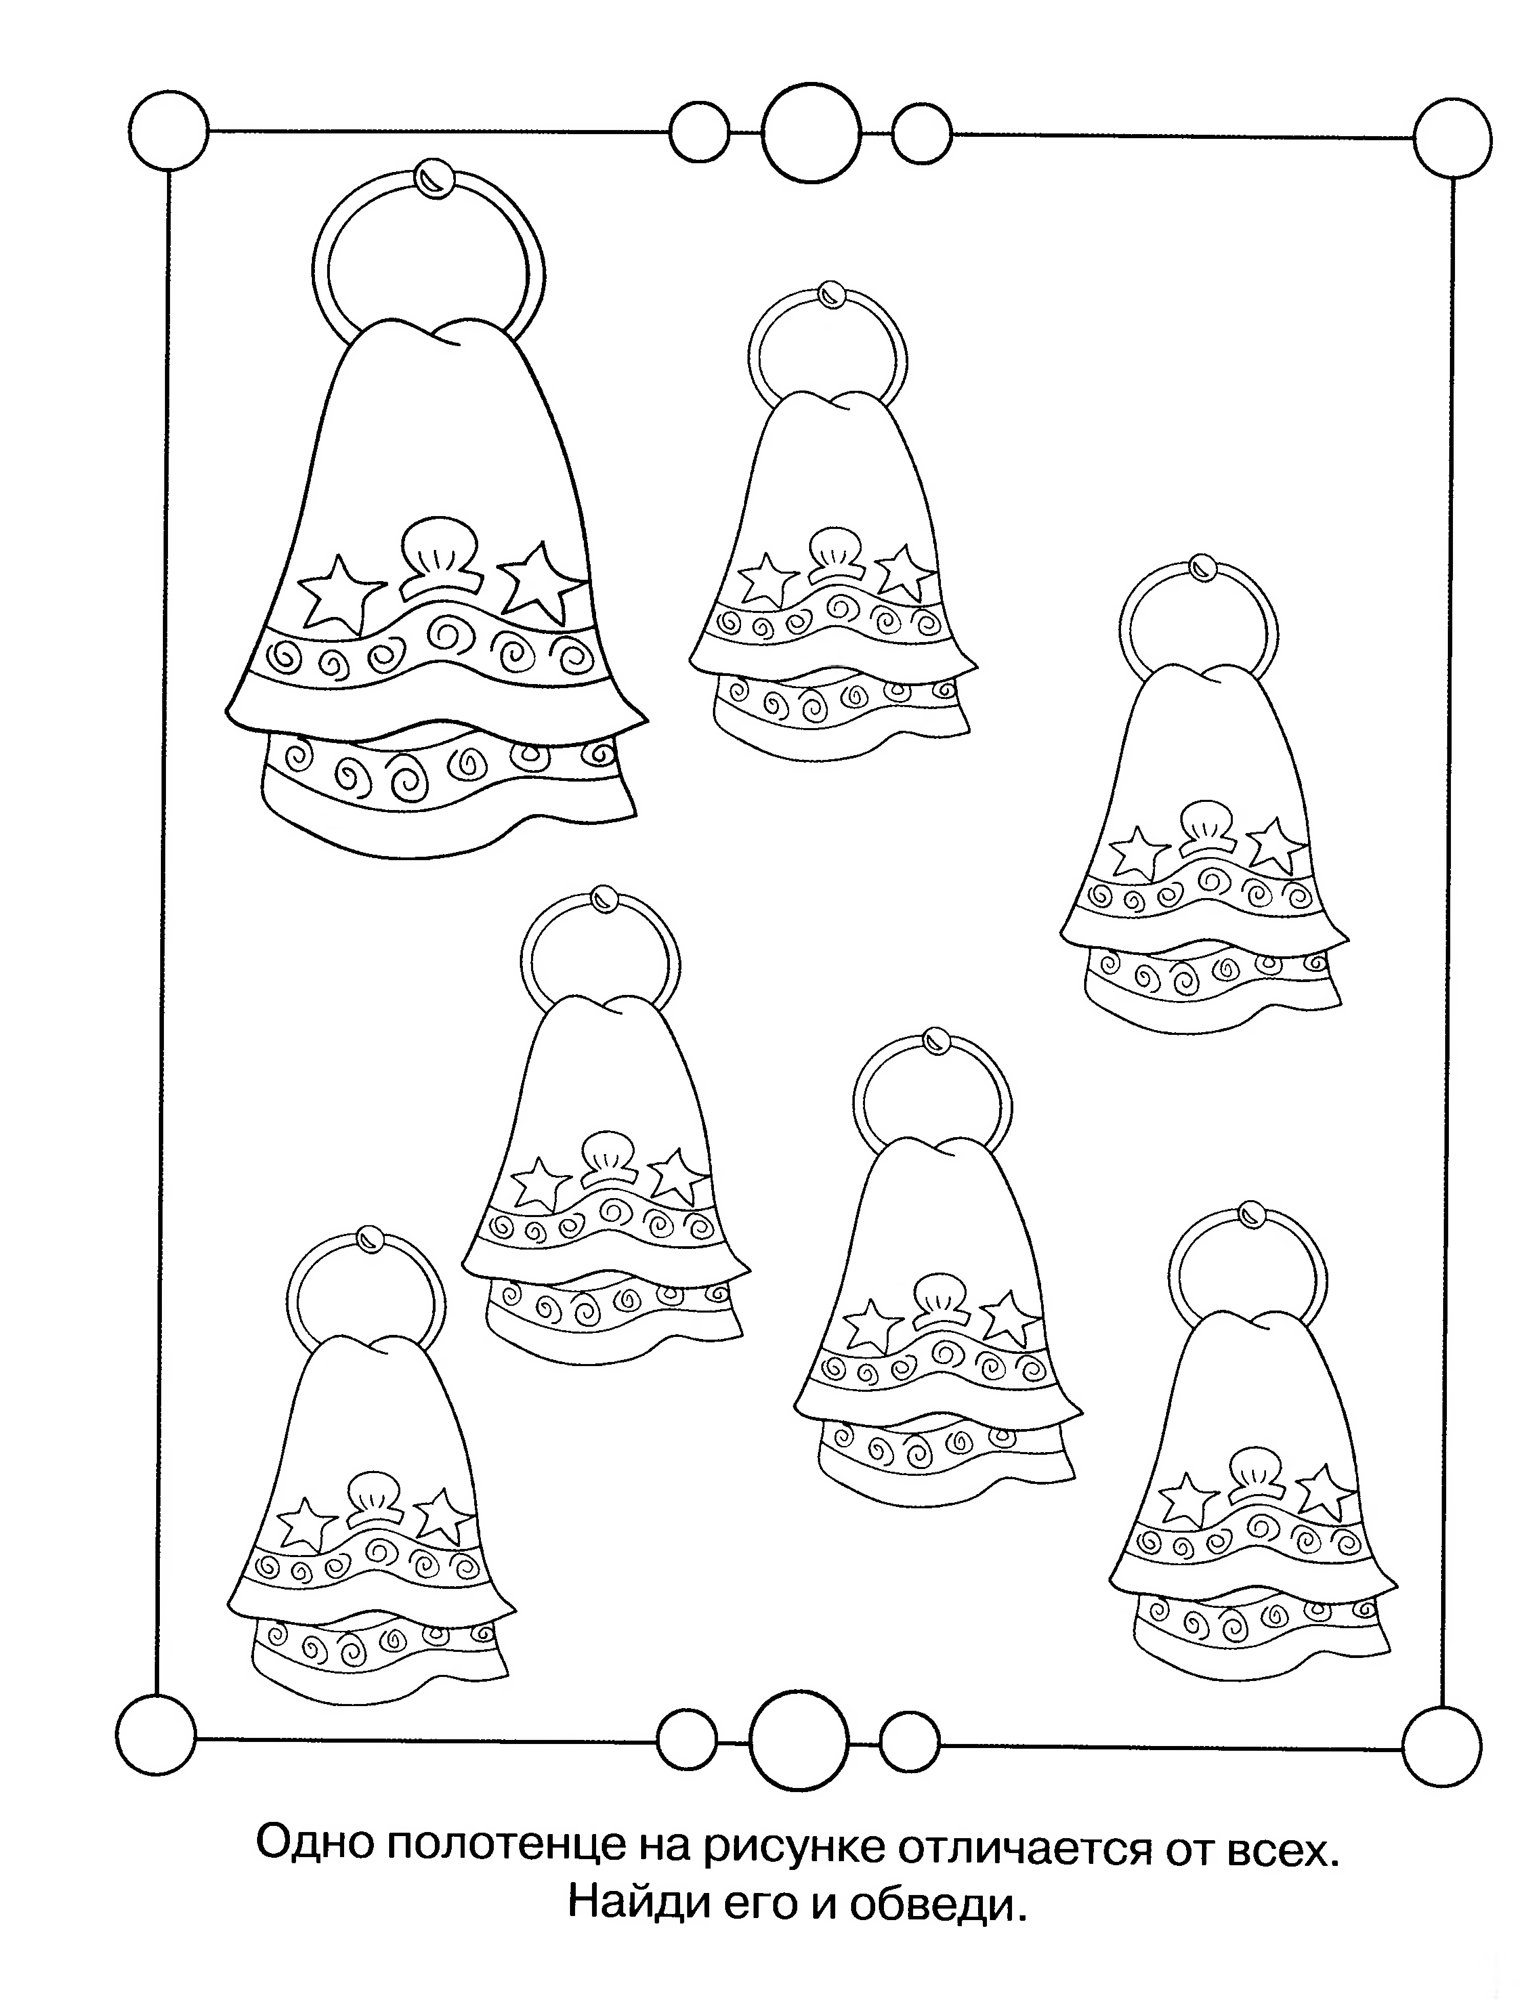 Одно полотенце на рисунке отличается от всех.
Найди его и обведи.